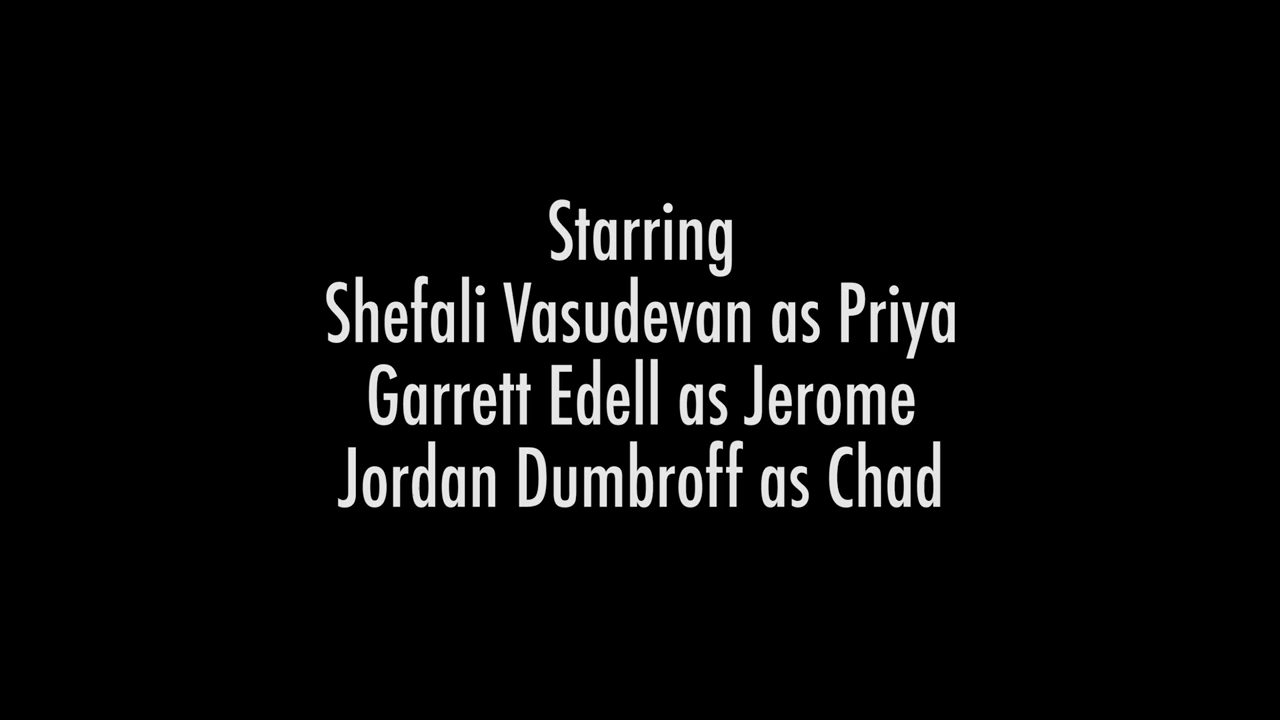 Starring
Shefali Vasudevan as Priya
Garrett Edell as Jerome
Jordan Dumbroff as Chad